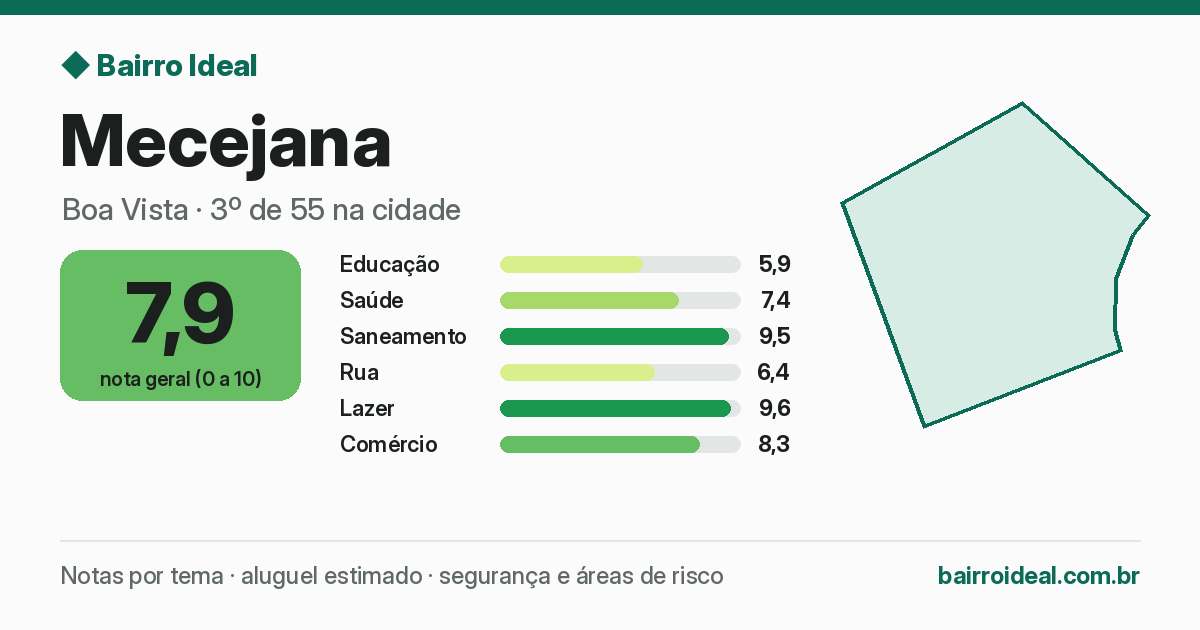 Bairro Ideal
Mecejana
Boa Vista · 3º de 55 na cidade
7,9
nota geral (0 a 10)
Educação 5,9
Saúde 7,4
Saneamento 9,5
Rua 6,4
Lazer 9,6
Comércio 8,3
Notas por tema · aluguel estimado · segurança e áreas de risco
bairroideal.com.br